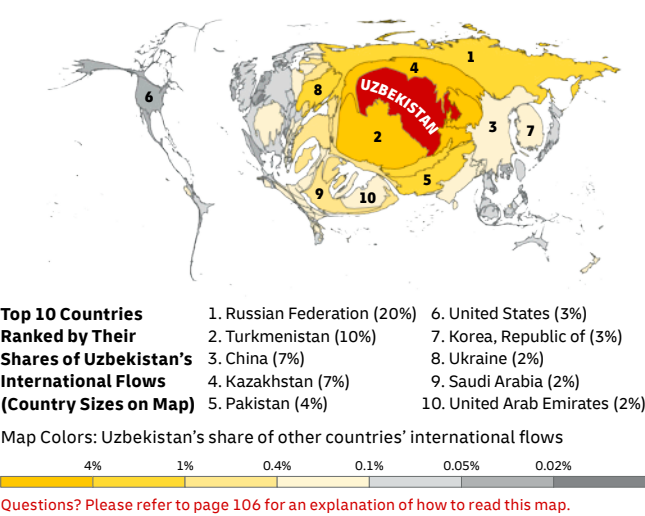 1
4
UZBEKISTAN
8
6
2
3
7
5
9
10
Top 10 Countries
Ranked by Their
Shares of Uzbekistan's
International Flows
(Country Sizes on Map)
1. Russian Federation (20%)
2. Turkmenistan (10%)
3. China (7%)
4. Kazakhstan (7%)
5. Pakistan (4%)
6. United States (3%)
7. Korea, Republic of (3%)
8. Ukraine (2%)
9. Saudi Arabia (2%)
10. United Arab Emirates (2%)
Map Colors: Uzbekistan's share of other countries' international flows
4% 1% 0.4% 0.1% 0.05% 0.02%
Questions? Please refer to page 106 for an explanation of how to read this map.